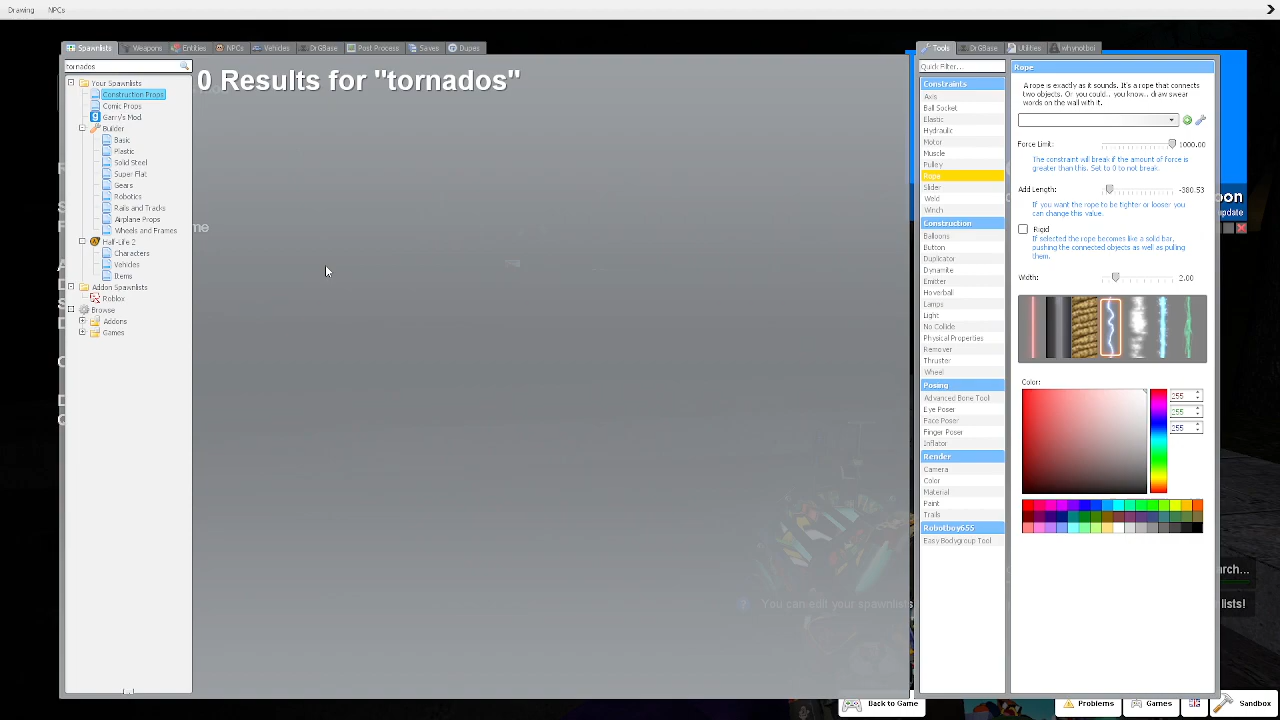 Drawing NPCs
Spawnlists Weapons Entities NPCs Vehicles DrGBase Post Process Saves Dupes
tornados
0 Results for "tornados"
Your Spawnlists
Construction Props
Comic Props
Garry's Mod
Builder
Basic
Plastic
Solid Steel
Super Flat
Gears
Robotics
Rails and Tracks
Airplane Props
Wheels and Frames
Half-Life 2
Characters
Vehicles
Items
Addon Spawnlists
Roblox
Browse
Addons
Games
Tools DrGBase Utilities whynotboi
Quick Filter...
Constraints
Axis
Ball Socket
Elastic
Hydraulic
Motor
Muscle
Pulley
Rope
Slider
Weld
Winch
Construction
Balloons
Button
Duplicator
Dynamite
Emitter
Hoverball
Lamps
Light
No Collide
Physical Properties
Remover
Thruster
Wheel
Posing
Advanced Bone Tool
Eye Poser
Face Poser
Finger Poser
Inflator
Render
Camera
Color
Material
Paint
Trails
Robotboy655
Easy Bodygroup Tool
Rope
A rope is exactly as it sounds. It's a rope that connects
two objects. Or you could.. you know.. draw swear
words on the wall with it.
Force Limit: 1000.00
The constraint will break if the amount of force is
greater than this. Set to 0 to not break.
Add Length: -380.53
If you want the rope to be tighter or looser you
can change this value.
Rigid
If selected the rope becomes like a solid bar,
pushing the connected objects as well as pulling
them.
Width: 2.00
Color:
255
255
255
oon
update
me
arch...
You can edit your spawnlists
lists!
Back to Game Problems Games Sandbox